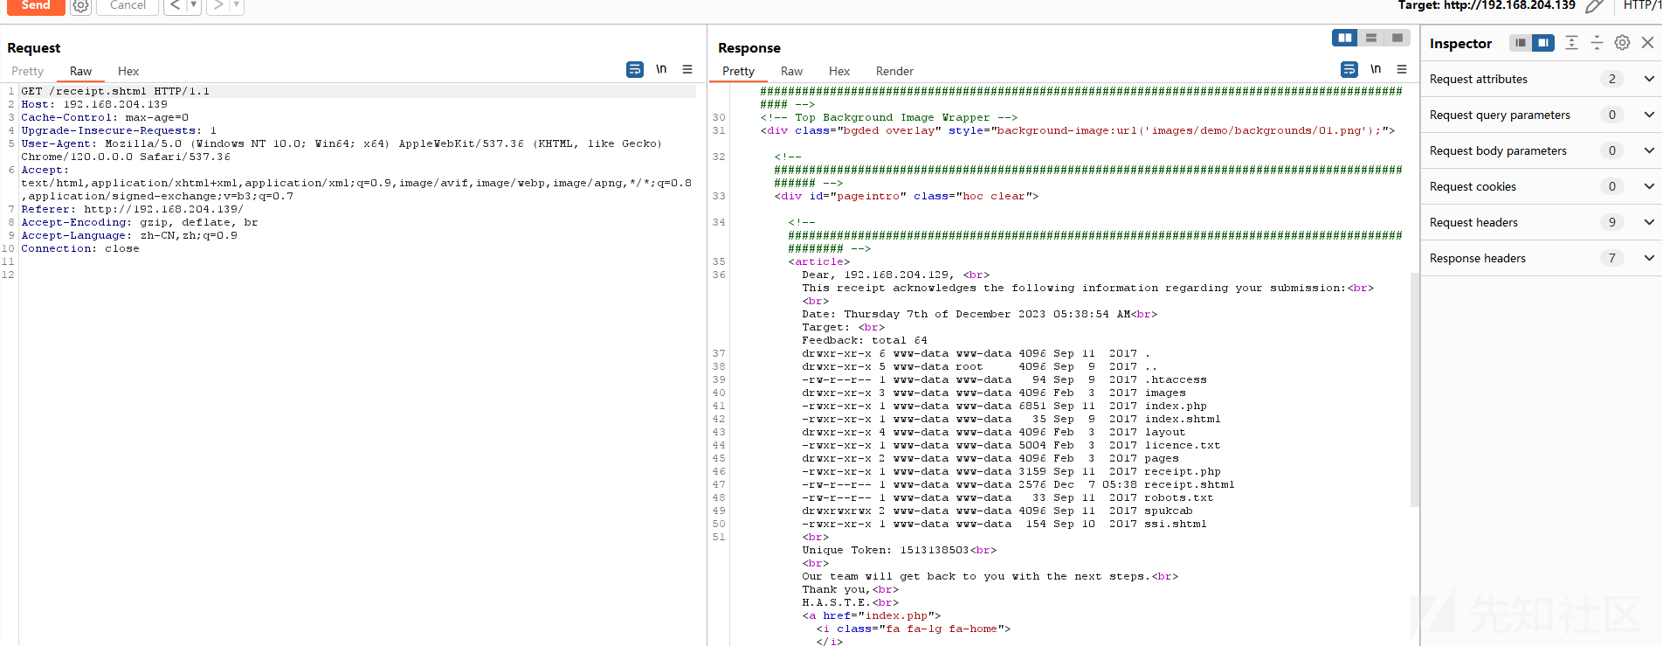 Send Cancel < ▾ > ▾ Target: http://192.168.204.139 HTTP/1
Request
Pretty Raw Hex
\n
1 GET /receipt.shtml HTTP/1.1
2 Host: 192.168.204.139
3 Cache-Control: max-age=0
4 Upgrade-Insecure-Requests: 1
5 User-Agent: Mozilla/5.0 (Windows NT 10.0; Win64; x64) AppleWebKit/537.36 (KHTML, like Gecko)
Chrome/120.0.0.0 Safari/537.36
6 Accept:
text/html,application/xhtml+xml,application/xml;q=0.9,image/avif,image/webp,image/apng,*/*;q=0.8
,application/signed-exchange;v=b3;q=0.7
7 Referer: http://192.168.204.139/
8 Accept-Encoding: gzip, deflate, br
9 Accept-Language: zh-CN,zh;q=0.9
10 Connection: close
11
12
Response
Pretty Raw Hex Render
\n
############################################################################################
#### -->
30 <!-- Top Background Image Wrapper -->
31 <div class="bgded overlay" style="background-image:url('images/demo/backgrounds/01.png');">
32 <!--
##########################################################################################
###### -->
33 <div id="pageintro" class="hoc clear">
34 <!--
########################################################################################
######## -->
35 <article>
36 Dear, 192.168.204.129, <br>
This receipt acknowledges the following information regarding your submission:<br>
<br>
Date: Thursday 7th of December 2023 05:38:54 AM<br>
Target: <br>
Feedback: total 64
37 drwxr-xr-x 6 www-data www-data 4096 Sep 11 2017 .
38 drwxr-xr-x 5 www-data root 4096 Sep 9 2017 ..
39 -rw-r--r-- 1 www-data www-data 94 Sep 9 2017 .htaccess
40 drwxr-xr-x 3 www-data www-data 4096 Feb 3 2017 images
41 -rwxr-xr-x 1 www-data www-data 6851 Sep 11 2017 index.php
42 -rwxr-xr-x 1 www-data www-data 35 Sep 9 2017 index.shtml
43 drwxr-xr-x 4 www-data www-data 4096 Feb 3 2017 layout
44 -rwxr-xr-x 1 www-data www-data 5004 Feb 3 2017 licence.txt
45 drwxr-xr-x 2 www-data www-data 4096 Feb 3 2017 pages
46 -rwxr-xr-x 1 www-data www-data 3159 Sep 11 2017 receipt.php
47 -rw-r--r-- 1 www-data www-data 2576 Dec 7 05:38 receipt.shtml
48 -rw-r--r-- 1 www-data www-data 33 Sep 11 2017 robots.txt
49 drwxrwxrwx 2 www-data www-data 4096 Sep 11 2017 spukcab
50 -rwxr-xr-x 1 www-data www-data 154 Sep 10 2017 ssi.shtml
51 <br>
Unique Token: 1513138503<br>
<br>
Our team will get back to you with the next steps.<br>
Thank you,<br>
H.A.S.T.E.<br>
<a href="index.php">
<i class="fa fa-lg fa-home">
</i>
Inspector
Request attributes 2
Request query parameters 0
Request body parameters 0
Request cookies 0
Request headers 9
Response headers 7
先知社区